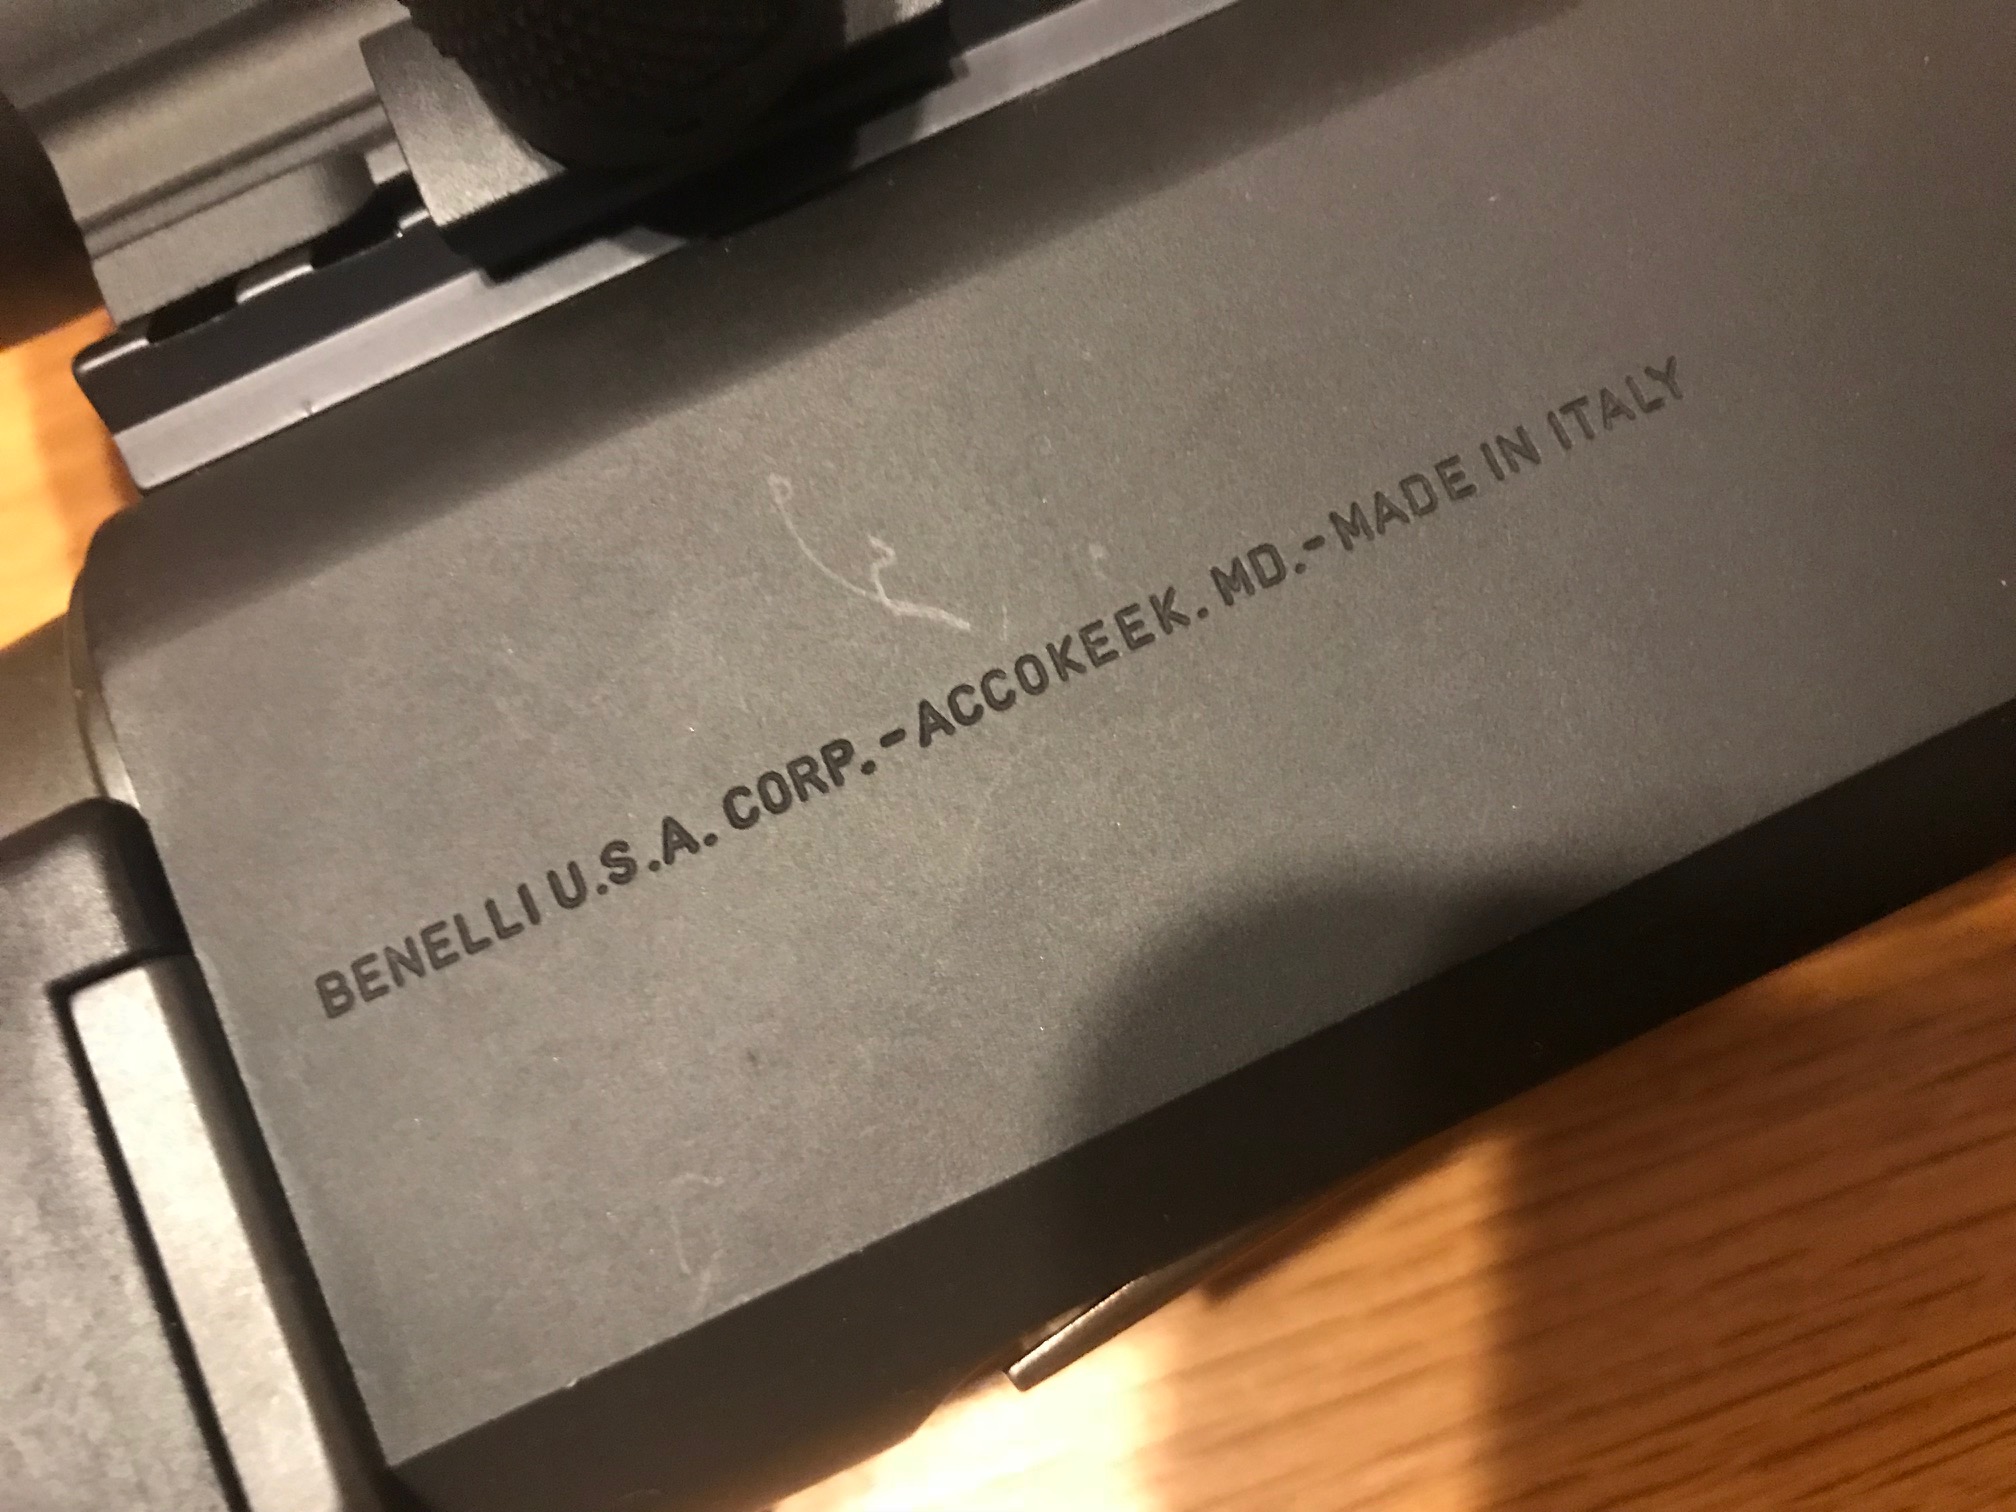 BENELLI U.S.A. CORP.-ACCOKEEK. MD.-MADE IN ITALY